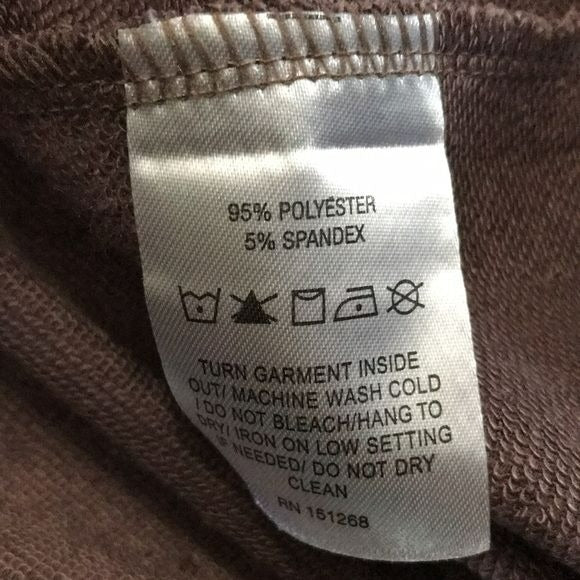 95% POLYESTER
5% SPANDEX
TURN GARMENT INSIDE
OUT/ MACHINE WASH COLD
/ DO NOT BLEACH/HANG TO
DRY/ IRON ON LOW SETTING
IF NEEDED/ DO NOT DRY
CLEAN
RN 151268